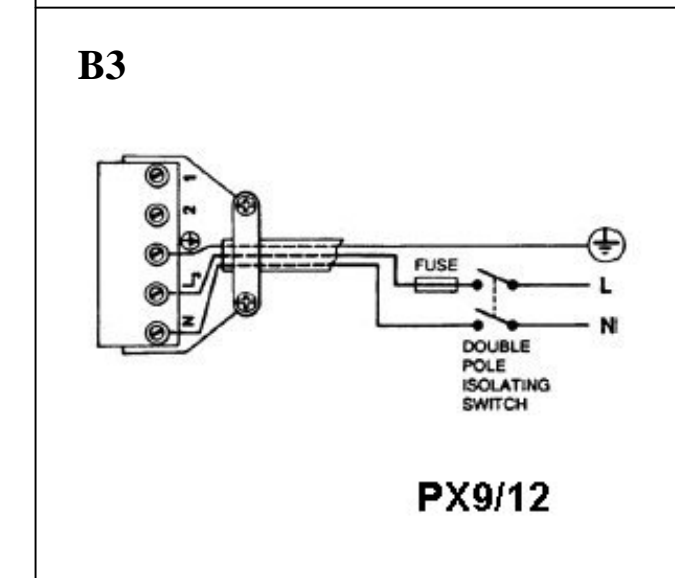 B3
1
2
L
N
FUSE
L
N
DOUBLE
POLE
ISOLATING
SWITCH
PX9/12